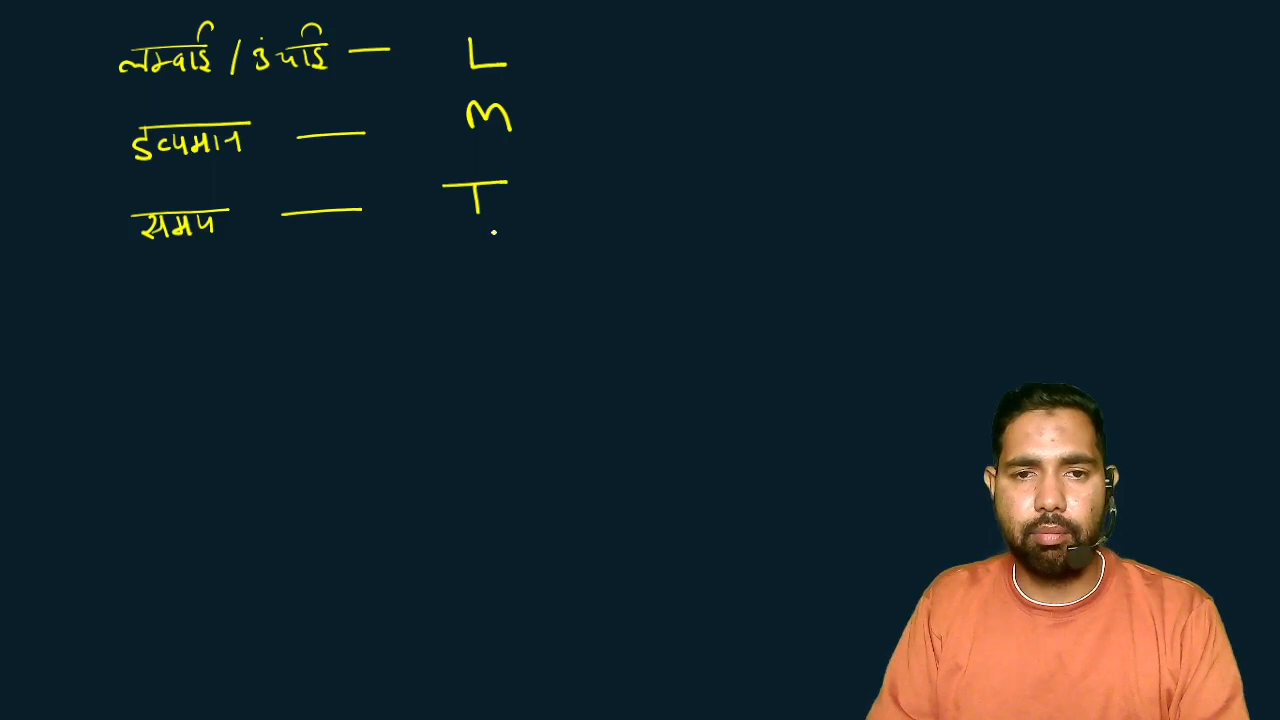 लम्बाई / उंचाई — L
द्रव्यमान — M
समय — T